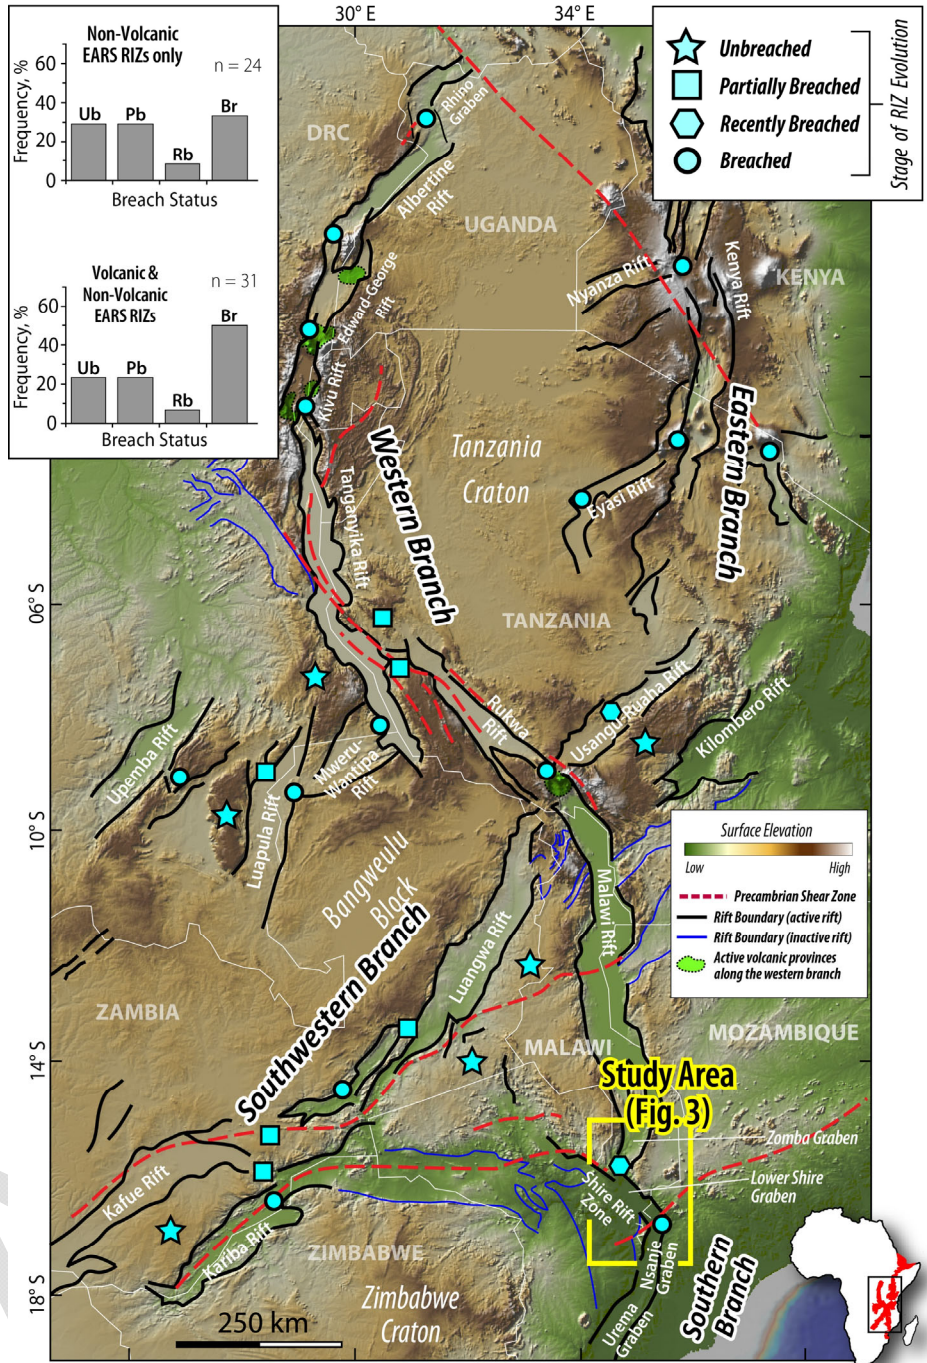 30° E
34° E
Non-Volcanic
EARS RIZs only
n = 24
Frequency, %
60
40
20
0
Ub
Pb
Rb
Br
Breach Status
Volcanic &
Non-Volcanic
EARS RIZs
n = 31
Frequency, %
60
40
20
0
Ub
Pb
Rb
Br
Breach Status
Unbreached
Partially Breached
Recently Breached
Breached
Stage of RIZ Evolution
DRC
Rhino
Graben
Albertine
Rift
UGANDA
Edward-George
Rift
Nyanza Rift
Kenya Rift
KENYA
Kivu Rift
Western Branch
Tanganyika Rift
Tanzania
Craton
Eyasi Rift
Eastern Branch
06° S
TANZANIA
Rukwa
Rift
Usangu-Ruaha Rift
Kilombero Rift
Upemba Rift
Mweru-
Wantipa
Rift
Luapula Rift
10° S
Bangweulu
Block
Surface Elevation
Low
High
Precambrian Shear Zone
Rift Boundary (active rift)
Rift Boundary (inactive rift)
Active volcanic provinces
along the western branch
Malawi Rift
Luangwa Rift
Southwestern Branch
ZAMBIA
MOZAMBIQUE
MALAWI
14° S
Study Area
(Fig. 3)
Zomba Graben
Lower Shire
Graben
Shire Rift
Zone
Kafue Rift
Kariba Rift
ZIMBABWE
Nsanje
Graben
Southern
Branch
Zimbabwe
Craton
Urema
Graben
18° S
250 km